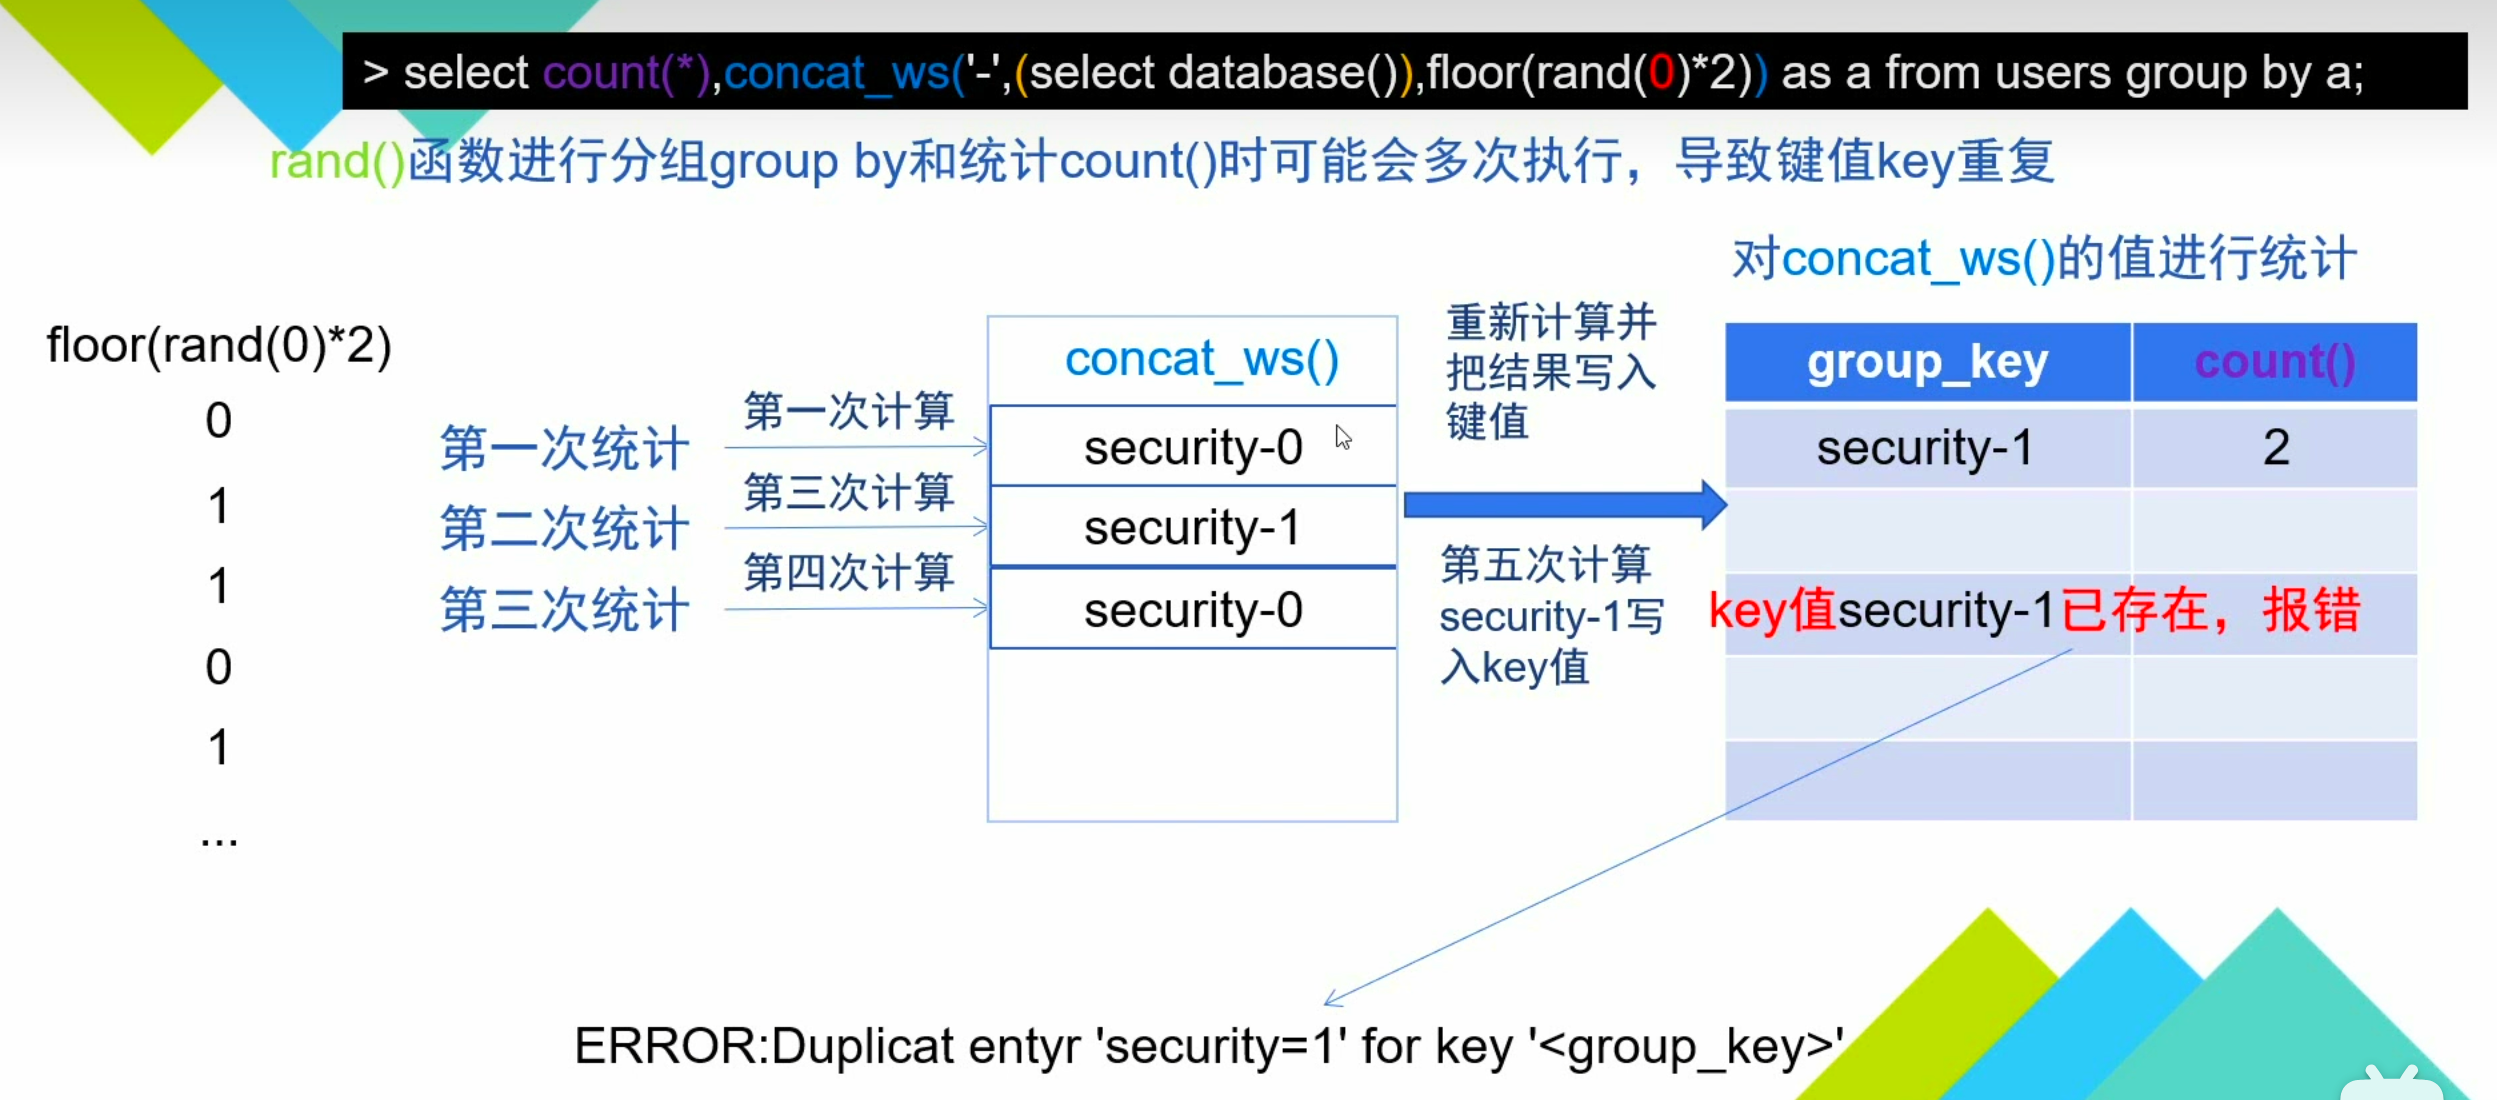 > select count(*),concat_ws('-',(select database()),floor(rand(0)*2)) as a from users group by a;
rand()函数进行分组group by和统计count()时可能会多次执行，导致键值key重复
对concat_ws()的值进行统计
floor(rand(0)*2)
0
1
1
0
1
...
第一次统计
第二次统计
第三次统计
第一次计算
第三次计算
第四次计算
concat_ws()
security-0
security-1
security-0
重新计算并
把结果写入
键值
第五次计算
security-1写
入key值
group_key count()
security-1 2
key值security-1已存在，报错
ERROR:Duplicat entyr 'security=1' for key '<group_key>'